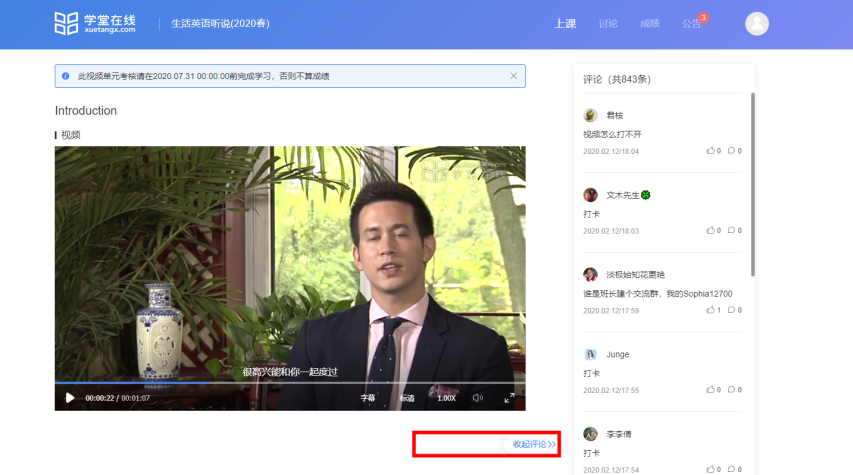 学堂在线
xuetangx.com
生活英语听说(2020春)
上课
讨论
成绩
公告
3
此视频单元考核请在2020.07.31 00:00:00前完成学习，否则不算成绩
Introduction
视频
很高兴能和你一起度过
00:00:22 / 00:01:07
字幕
标清
1.00X
收起评论
评论（共843条）
君桉
视频怎么打不开
2020.02.12/18:04
0
0
文木先生
打卡
2020.02.12/18:03
0
0
淡极始知花更艳
谁是班长建个交流群，我的Sophia12700
2020.02.12/17:59
1
0
Junge
打卡
2020.02.12/17:55
0
0
李李倩
打卡
2020.02.12/17:54
0
0